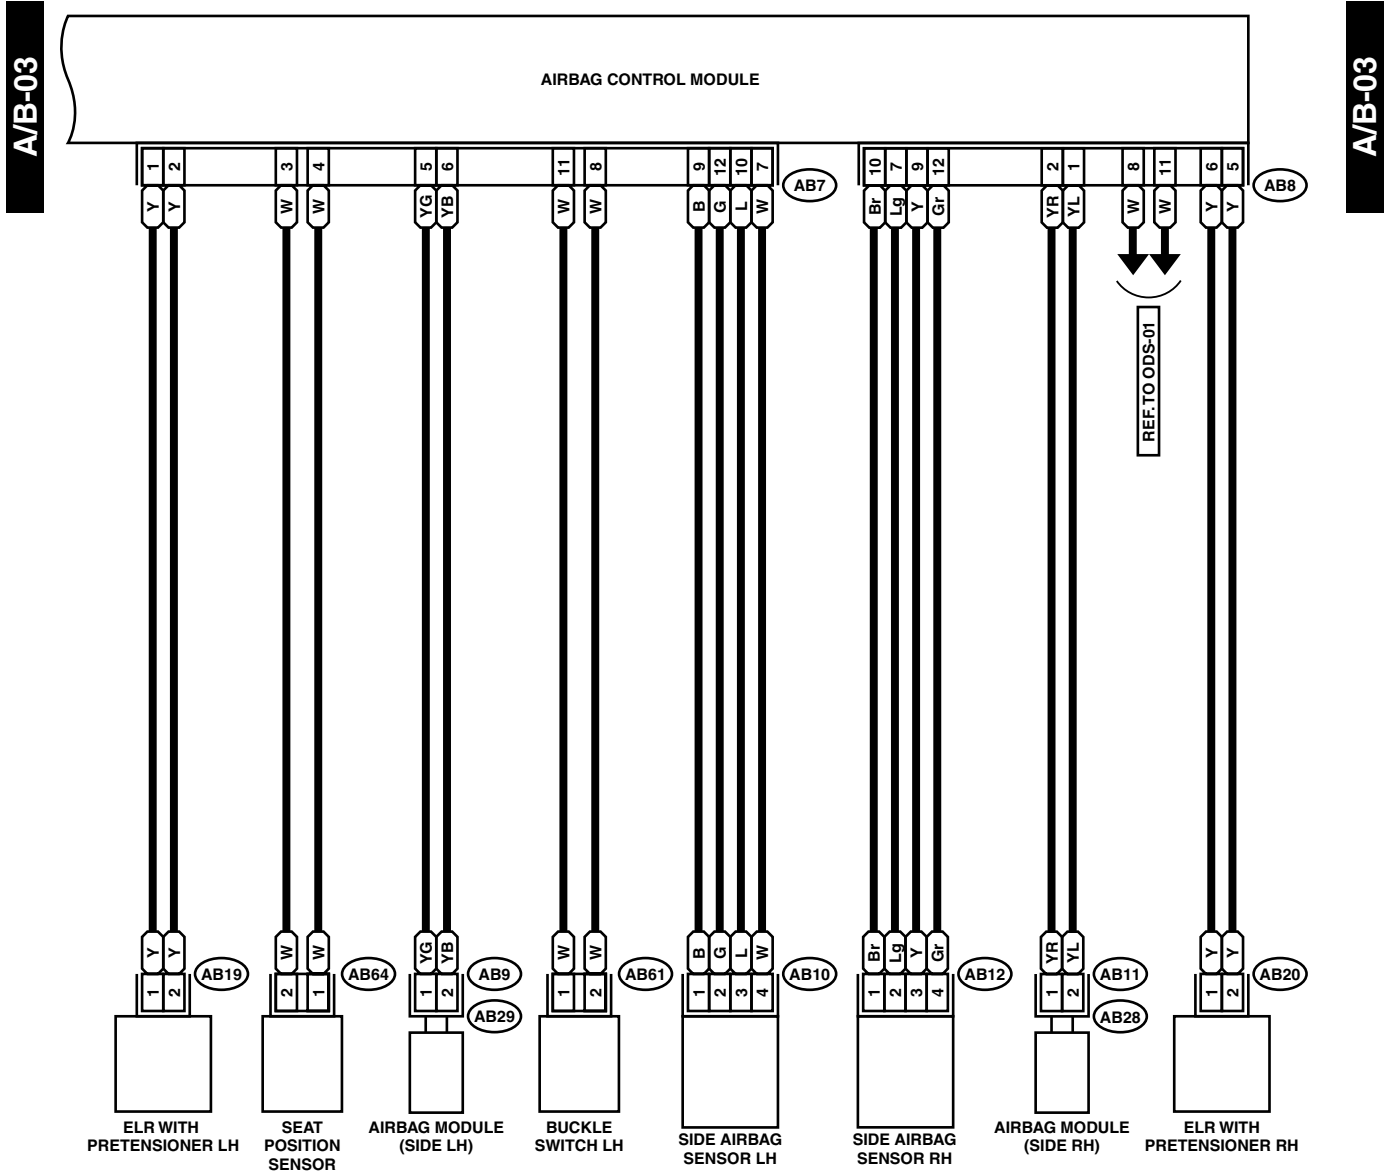 A/B-03
A/B-03
AIRBAG CONTROL MODULE
1 2 3 4 5 6 11 8 9 12 10 7 10 7 9 12 2 1 8 11 6 5
AB7
AB8
Y Y W W YG YB W W B G L W Br Lg Y Gr YR YL W W Y Y
REF.TO ODS-01
Y Y W W YG YB W W B G L W Br Lg Y Gr YR YL Y Y
AB19
AB64
AB9
AB61
AB10
AB12
AB11
AB20
1 2 2 1 1 2 1 2 1 2 3 4 1 2 3 4 1 2 1 2
AB29
AB28
ELR WITH
PRETENSIONER LH
SEAT
POSITION
SENSOR
AIRBAG MODULE
(SIDE LH)
BUCKLE
SWITCH LH
SIDE AIRBAG
SENSOR LH
SIDE AIRBAG
SENSOR RH
AIRBAG MODULE
(SIDE RH)
ELR WITH
PRETENSIONER RH